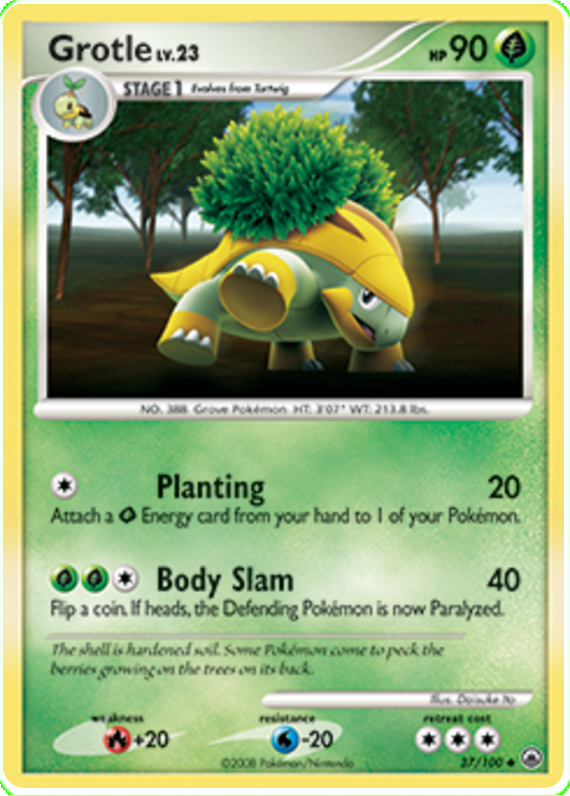 Grotle LV.23 HP 90
STAGE 1 Evolves from Turtwig
NO. 388 Grove Pokémon HT: 3'07" WT: 213.8 lbs.
Planting 20
Attach a Energy card from your hand to 1 of your Pokémon.
Body Slam 40
Flip a coin. If heads, the Defending Pokémon is now Paralyzed.
The shell is hardened soil. Some Pokémon come to peck the
berries growing on the trees on its back.
Illus. Daisuke Ito
weakness resistance retreat cost
+20 -20
©2008 Pokémon/Nintendo 37/100